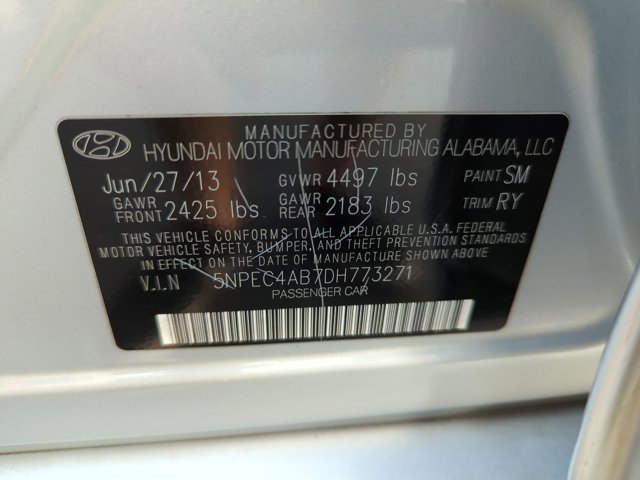 MANUFACTURED BY
HYUNDAI MOTOR MANUFACTURING ALABAMA, LLC
Jun/27/13 GVWR 4497 lbs PAINT SM
GAWR FRONT 2425 lbs GAWR REAR 2183 lbs TRIM RY
THIS VEHICLE CONFORMS TO ALL APPLICABLE U.S.A. FEDERAL
MOTOR VEHICLE SAFETY, BUMPER, AND THEFT PREVENTION STANDARDS
IN EFFECT ON THE DATE OF MANUFACTURE SHOWN ABOVE
V.I.N 5NPEC4AB7DH773271
PASSENGER CAR